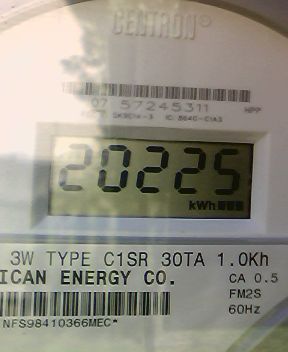 CENTRON®
07 57245311
20225
kWh
3W TYPE C1SR 30TA 1.0Kh
ICAN ENERGY CO.
CA 0.5
FM2S
60Hz
NFS98410366MEC*